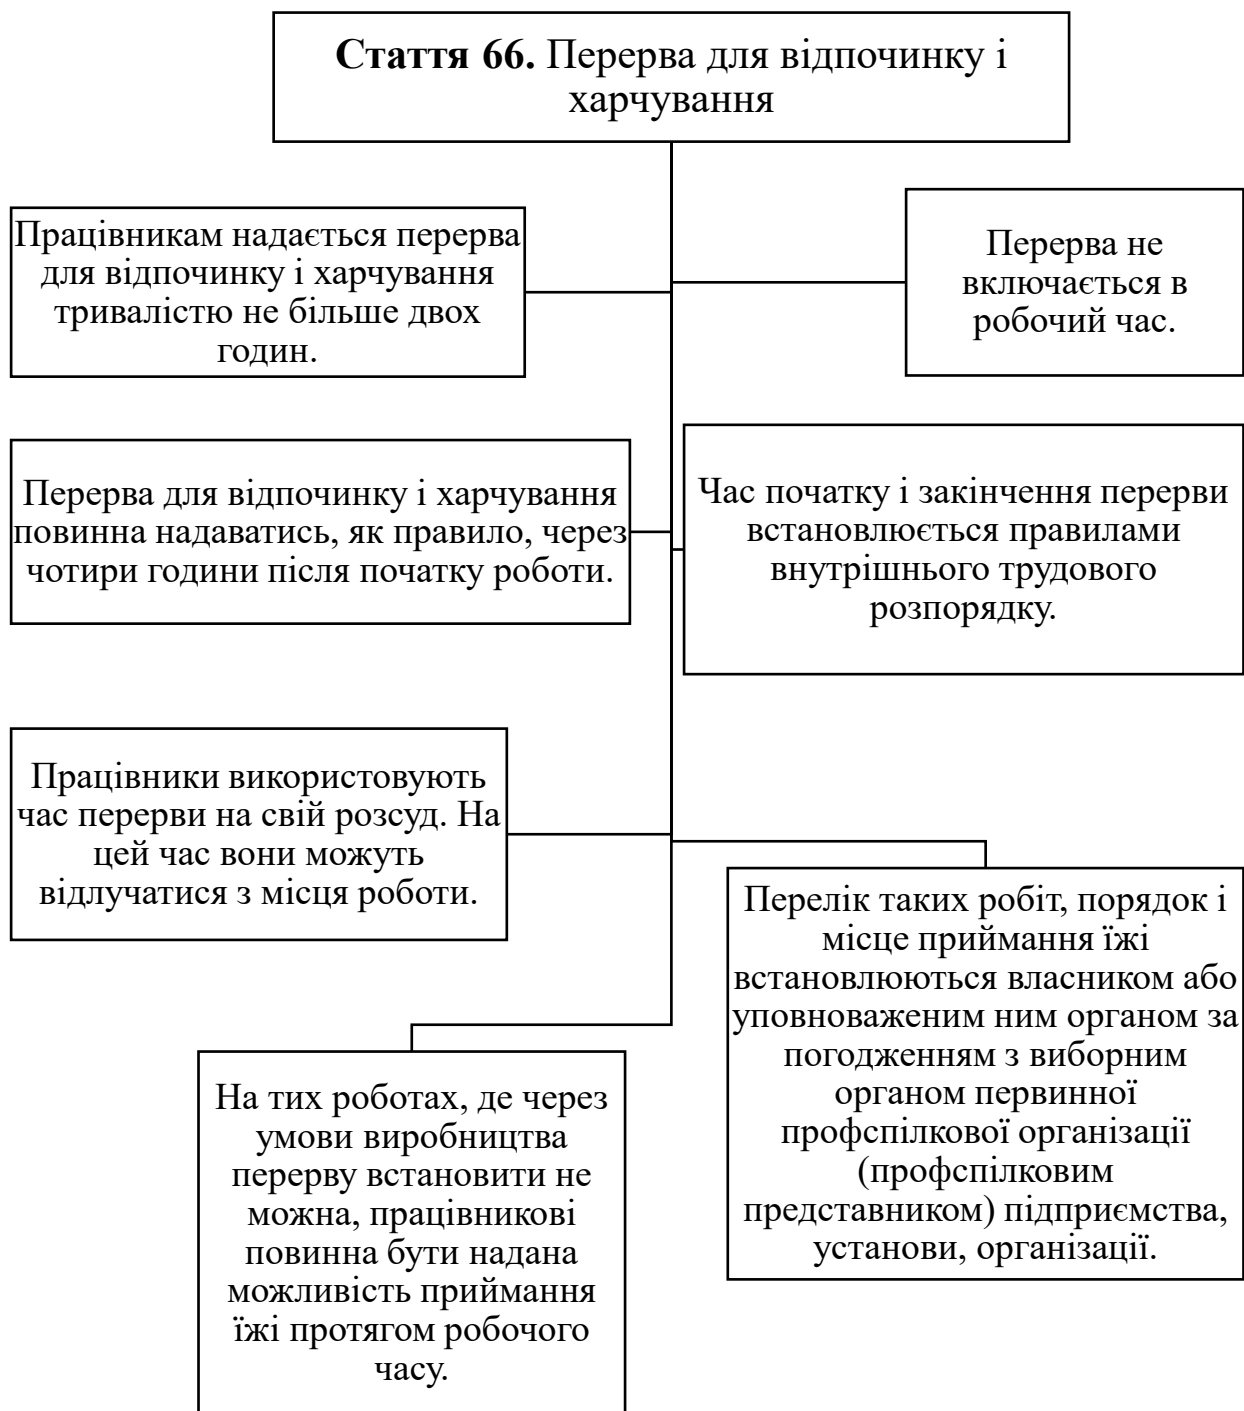 Стаття 66. Перерва для відпочинку і
харчування
Працівникам надається перерва
для відпочинку і харчування
тривалістю не більше двох
годин.
Перерва не
включається в
робочий час.
Перерва для відпочинку і харчування
повинна надаватись, як правило, через
чотири години після початку роботи.
Час початку і закінчення перерви
встановлюється правилами
внутрішнього трудового
розпорядку.
Працівники використовують
час перерви на свій розсуд. На
цей час вони можуть
відлучатися з місця роботи.
Перелік таких робіт, порядок і
місце приймання їжі
встановлюються власником або
уповноваженим ним органом за
погодженням з виборним
органом первинної
профспілкової організації
(профспілковим
представником) підприємства,
установи, організації.
На тих роботах, де через
умови виробництва
перерву встановити не
можна, працівникові
повинна бути надана
можливість приймання
їжі протягом робочого
часу.